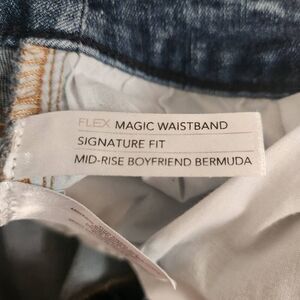 FLEX MAGIC WAISTBAND
SIGNATURE FIT
MID-RISE BOYFRIEND BERMUDA